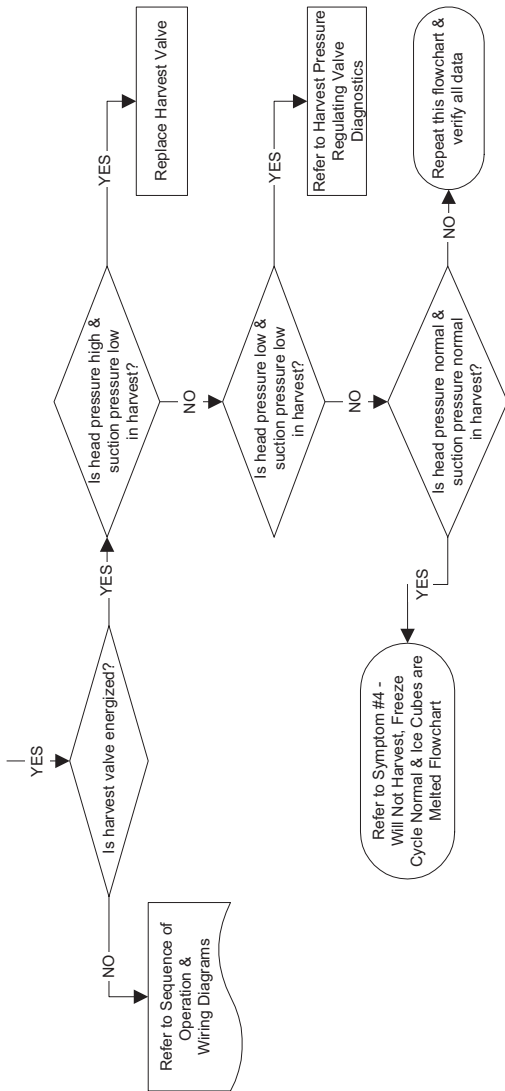 YES
Is harvest valve energized?
NO
Refer to Sequence of
Operation &
Wiring Diagrams
YES
Is head pressure high &
suction pressure low
in harvest?
YES
Replace Harvest Valve
NO
Is head pressure low &
suction pressure low
in harvest?
YES
Refer to Harvest Pressure
Regulating Valve
Diagnostics
NO
Is head pressure normal &
suction pressure normal
in harvest?
YES
Refer to Symptom #4 -
Will Not Harvest, Freeze
Cycle Normal & Ice Cubes are
Melted Flowchart
NO
Repeat this flowchart &
verify all data